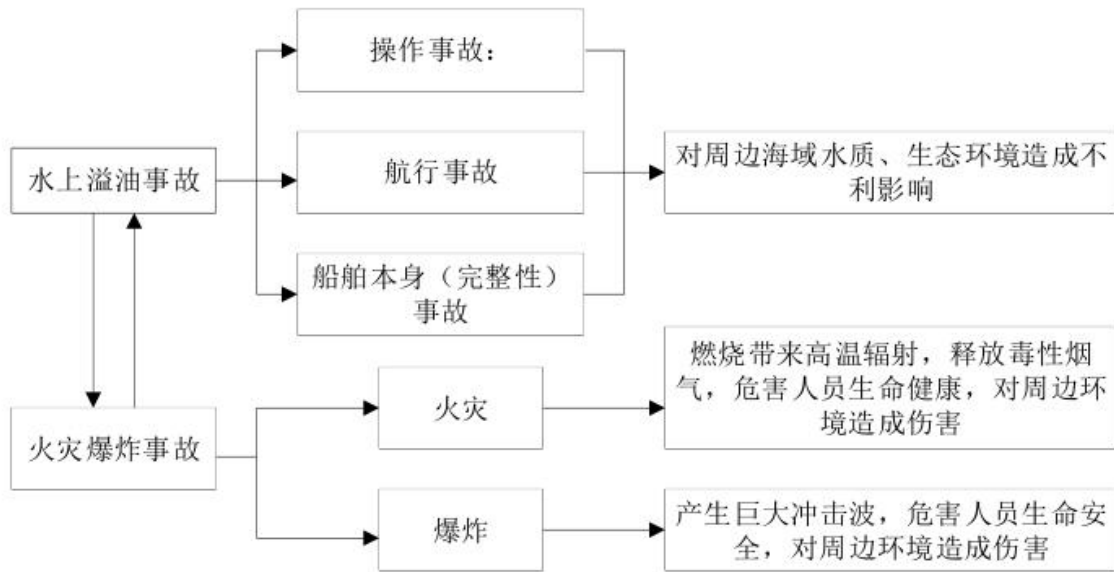 操作事故：
水上溢油事故
航行事故
对周边海域水质、生态环境造成不
利影响
船舶本身（完整性）
事故
火灾爆炸事故
火灾
燃烧带来高温辐射，释放毒性烟
气，危害人员生命健康，对周边环
境造成伤害
爆炸
产生巨大冲击波，危害人员生命安
全，对周边环境造成伤害